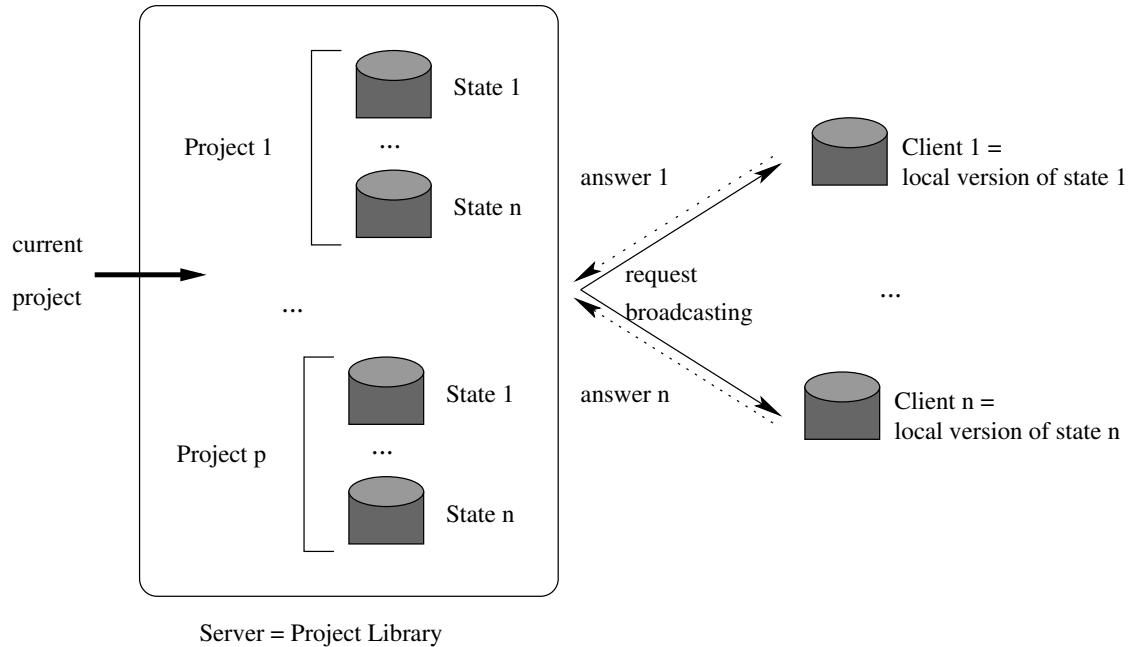 State 1
Project 1
...
State n
current
project
...
State 1
Project p
...
State n
Server = Project Library
answer 1
request
broadcasting
answer n
Client 1 =
local version of state 1
...
Client n =
local version of state n